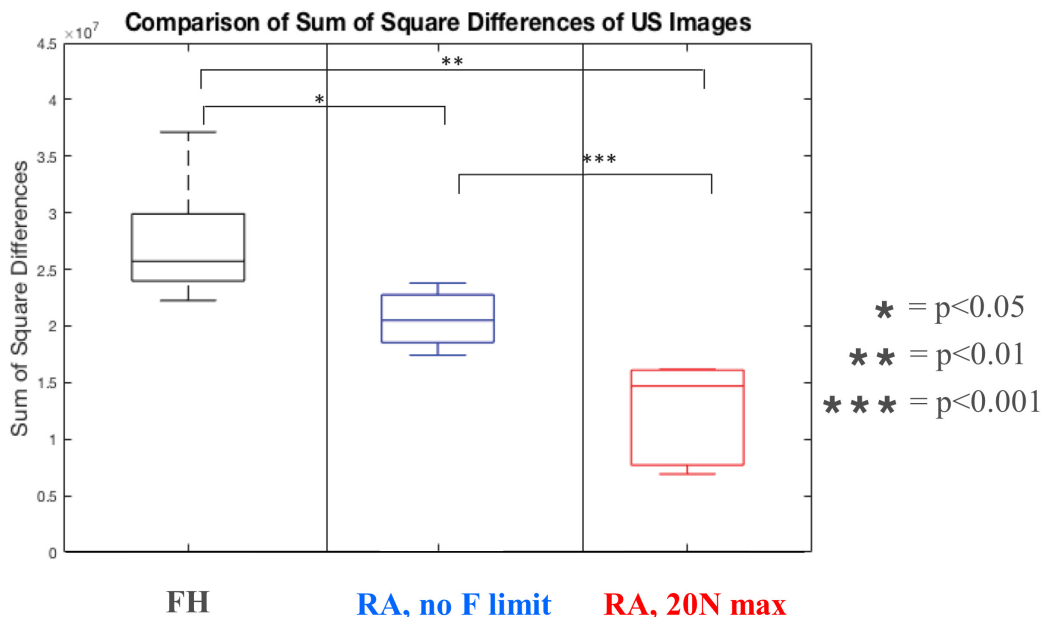 Comparison of Sum of Square Differences of US Images
×10⁷
4.5
4
3.5
3
2.5
2
1.5
1
0.5
0
Sum of Square Differences
**
*
***
* = p<0.05
** = p<0.01
*** = p<0.001
FH
RA, no F limit
RA, 20N max